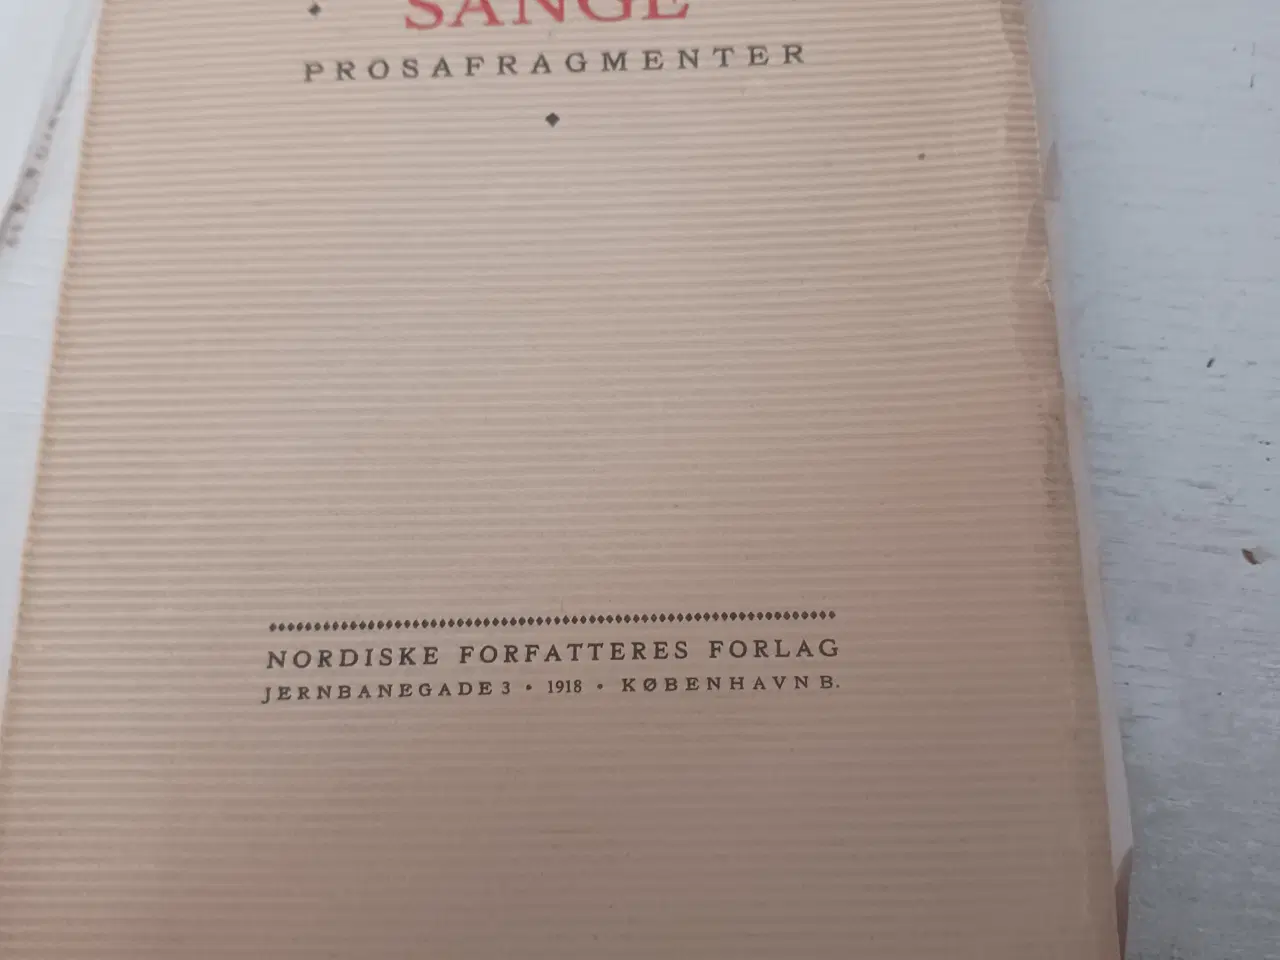 SANGE
PROSAFRAGMENTER
NORDISKE FORFATTERES FORLAG
JERNBANEGADE 3 • 1918 • KØBENHAVN B.